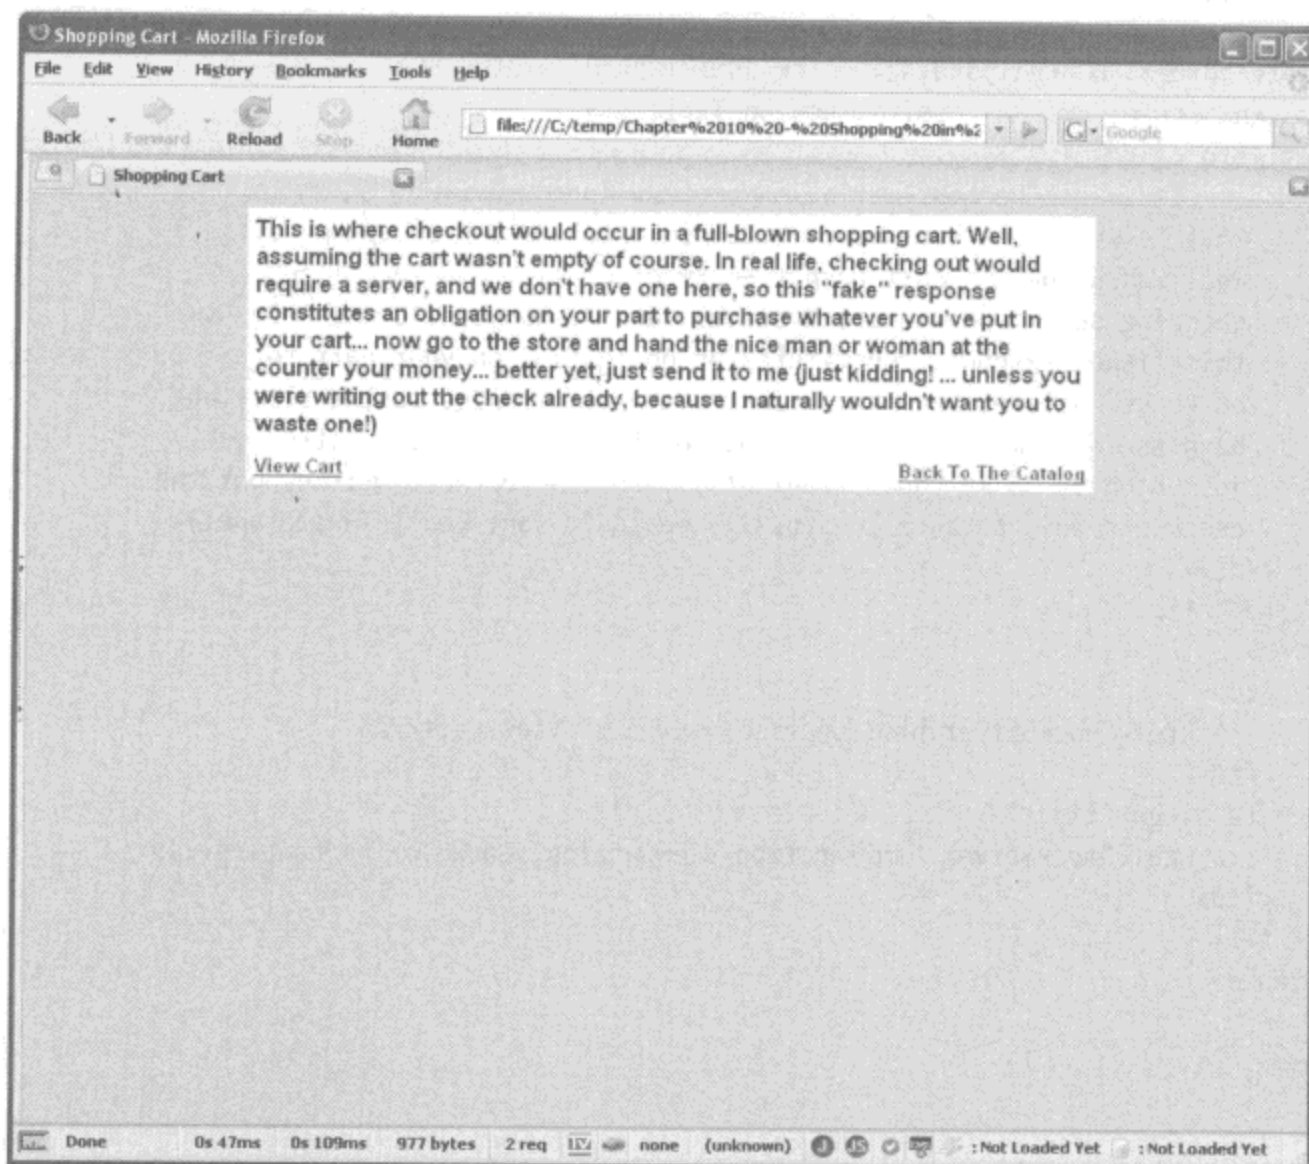 Shopping Cart - Mozilla Firefox
File Edit View History Bookmarks Tools Help
Back Forward Reload Stop Home file:///C:/temp/Chapter%2010%20-%20Shopping%20in%2 Google
Shopping Cart
This is where checkout would occur in a full-blown shopping cart. Well,
assuming the cart wasn't empty of course. In real life, checking out would
require a server, and we don't have one here, so this "fake" response
constitutes an obligation on your part to purchase whatever you've put in
your cart... now go to the store and hand the nice man or woman at the
counter your money... better yet, just send it to me (just kidding! ... unless you
were writing out the check already, because I naturally wouldn't want you to
waste one!)
View Cart Back To The Catalog
Done 0s 47ms 0s 109ms 977 bytes 2 req none (unknown) J JS : Not Loaded Yet : Not Loaded Yet